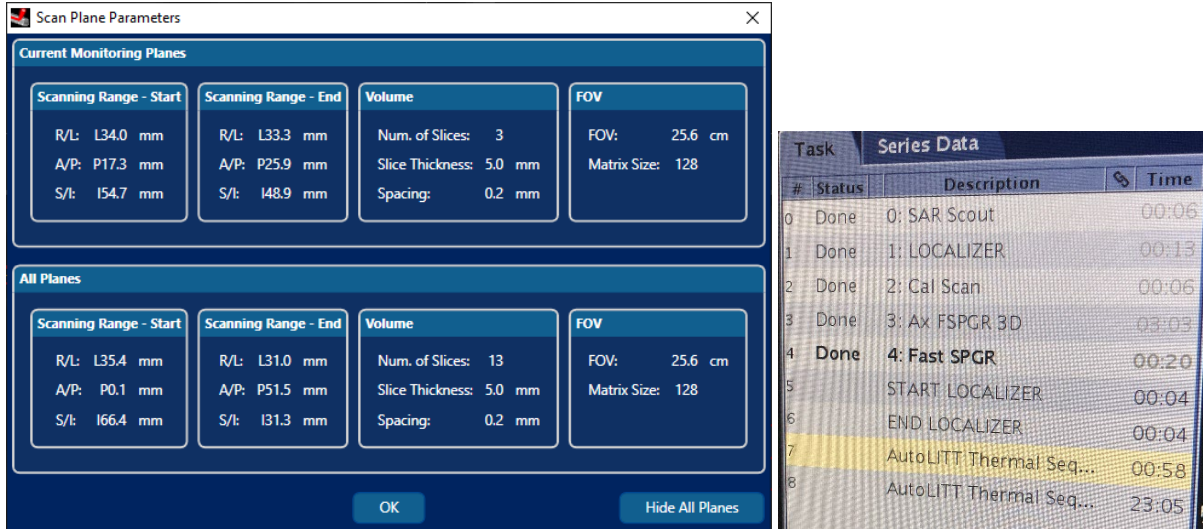 Scan Plane Parameters
Current Monitoring Planes
Scanning Range - Start
R/L: L34.0 mm
A/P: P17.3 mm
S/I: I54.7 mm
Scanning Range - End
R/L: L33.3 mm
A/P: P25.9 mm
S/I: I48.9 mm
Volume
Num. of Slices: 3
Slice Thickness: 5.0 mm
Spacing: 0.2 mm
FOV
FOV: 25.6 cm
Matrix Size: 128
All Planes
Scanning Range - Start
R/L: L35.4 mm
A/P: P0.1 mm
S/I: I66.4 mm
Scanning Range - End
R/L: L31.0 mm
A/P: P51.5 mm
S/I: I31.3 mm
Volume
Num. of Slices: 13
Slice Thickness: 5.0 mm
Spacing: 0.2 mm
FOV
FOV: 25.6 cm
Matrix Size: 128
OK
Hide All Planes
Task Series Data
# Status Description Time
0 Done 0: SAR Scout 00:06
1 Done 1: LOCALIZER 00:13
2 Done 2: Cal Scan 00:06
3 Done 3: Ax FSPGR 3D 03:03
4 Done 4: Fast SPGR 00:20
5 START LOCALIZER 00:04
6 END LOCALIZER 00:04
7 AutoLITT Thermal Seq... 00:58
8 AutoLITT Thermal Seq... 23:05